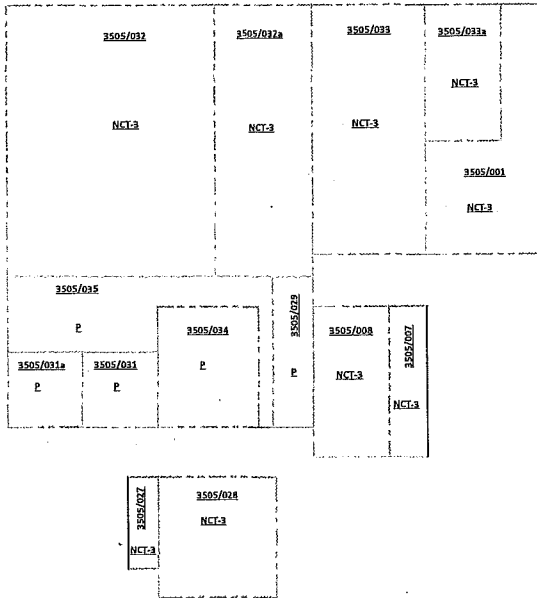 3505/032
3505/032a
3505/033
3505/033a
NCT-3
NCT-3
NCT-3
NCT-3
3505/001
NCT-3
3505/035
P
3505/029
P
3505/034
P
3505/031a
P
3505/031
P
3505/008
NCT-3
3505/007
NCT-3
3505/027
NCT-3
3505/028
NCT-3